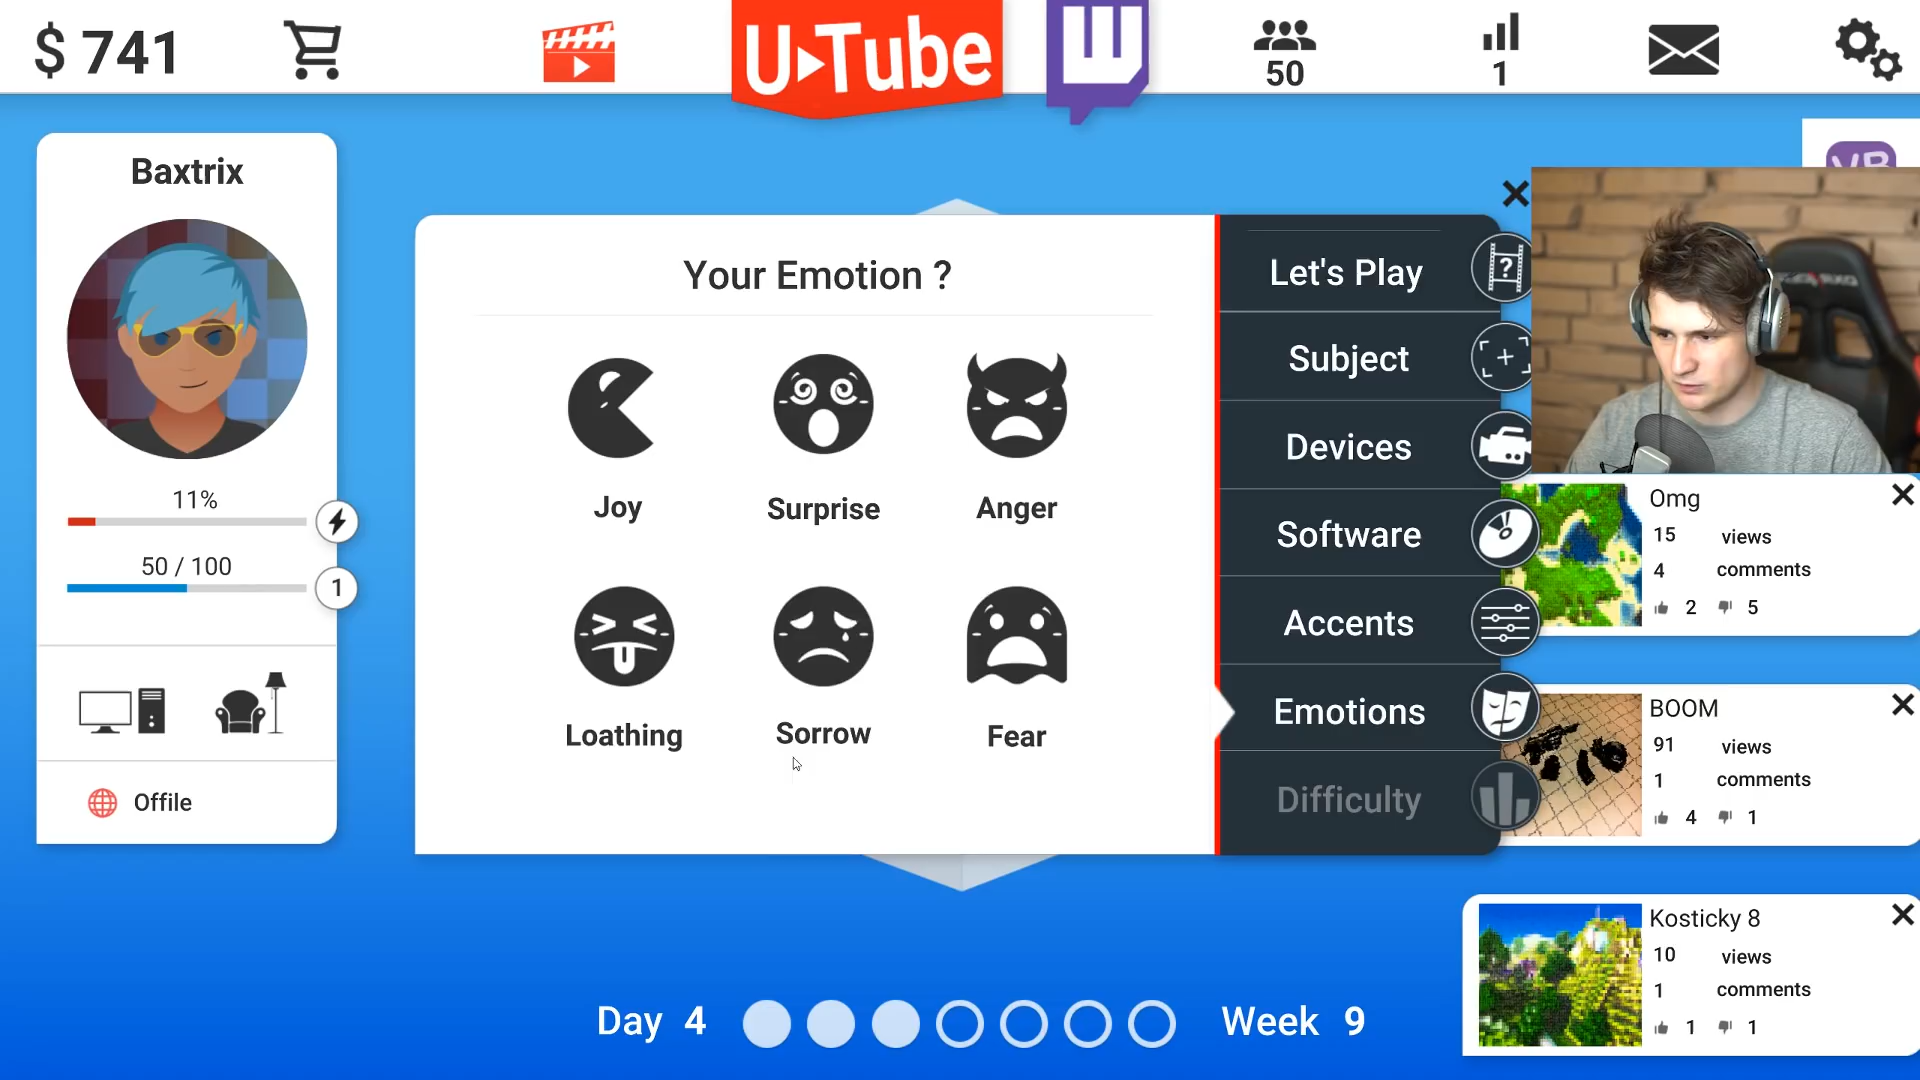 $ 741
U▶Tube
50
1
Baxtrix
11%
50 / 100
1
Offile
Your Emotion ?
Joy
Surprise
Anger
Loathing
Sorrow
Fear
Let's Play
Subject
Devices
Software
Accents
Emotions
Difficulty
Omg
15 views
4 comments
2 5
BOOM
91 views
1 comments
4 1
Kosticky 8
10 views
1 comments
1 1
Day 4
Week 9